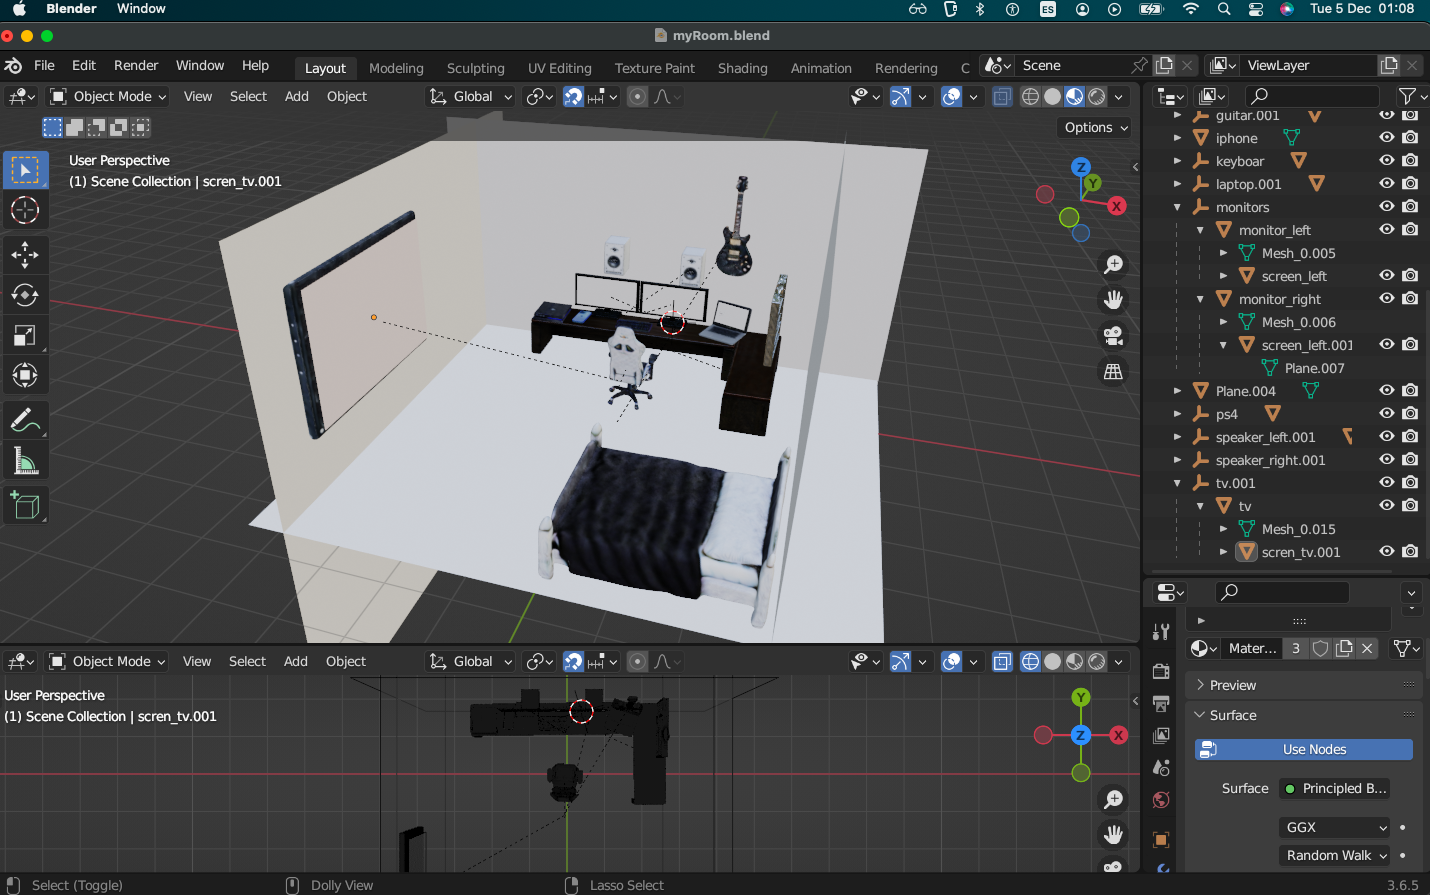 Blender Window ES Tue 5 Dec 01:08
myRoom.blend
File Edit Render Window Help Layout Modeling Sculpting UV Editing Texture Paint Shading Animation Rendering C Scene ViewLayer
Object Mode View Select Add Object Global
Options
User Perspective
(1) Scene Collection | scren_tv.001
Z
Y
X
guitar.001
iphone
keyboar
laptop.001
monitors
monitor_left
Mesh_0.005
screen_left
monitor_right
Mesh_0.006
screen_left.001
Plane.007
Plane.004
ps4
speaker_left.001
speaker_right.001
tv.001
tv
Mesh_0.015
scren_tv.001
Mater... 3
Preview
Surface
Use Nodes
Surface Principled B...
GGX
Random Walk
Object Mode View Select Add Object Global
User Perspective
(1) Scene Collection | scren_tv.001
Y
Z X
Select (Toggle) Dolly View Lasso Select 3.6.5